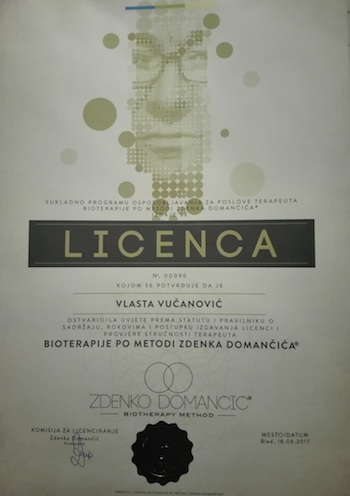 SUKLADNO PROGRAMU OSPOSOBLJAVANJA ZA POSLOVE TERAPEUTA
BIOTERAPIJE PO METODI ZDENKA DOMANČIĆA®
LICENCA
Nº. 00090
KOJOM SE POTVRĐUJE DA JE
VLASTA VUČANOVIĆ
OSTVARIO/LA UVJETE PREMA STATUTU I PRAVILNIKU O
SADRŽAJU, ROKOVIMA I POSTUPKU IZDAVANJA LICENCI I
PROVJERE STRUČNOSTI TERAPEUTA
BIOTERAPIJE PO METODI ZDENKA DOMANČIĆA®
ZDENKO DOMANCIC®
BIOTHERAPY METHOD
KOMISIJA ZA LICENCIRANJE
Zdenko Domančić
MESTO/DATUM
Bled, 18.06.2017